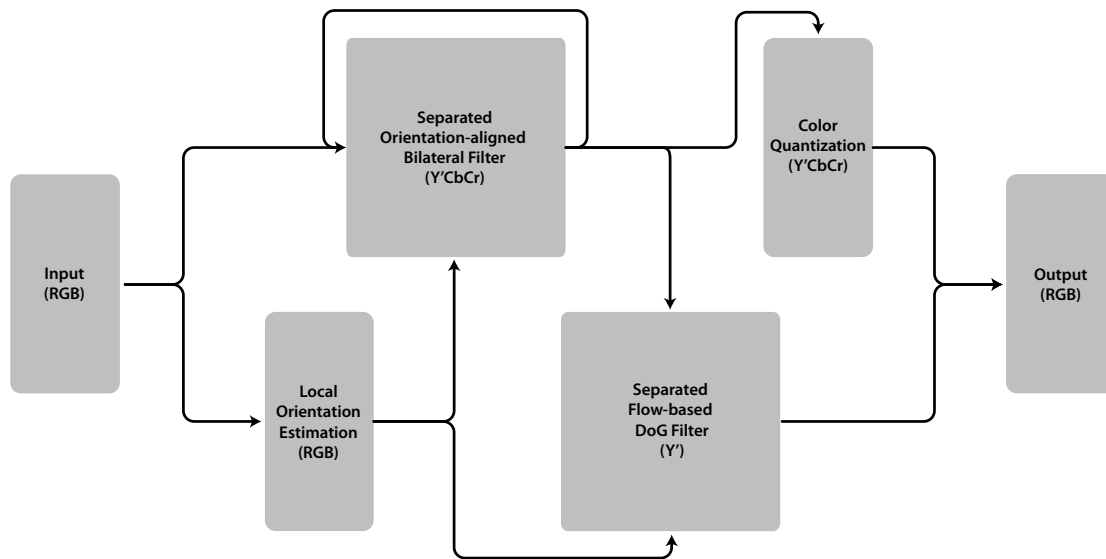 Input
(RGB)
Separated
Orientation-aligned
Bilateral Filter
(Y'CbCr)
Local
Orientation
Estimation
(RGB)
Separated
Flow-based
DoG Filter
(Y')
Color
Quantization
(Y'CbCr)
Output
(RGB)